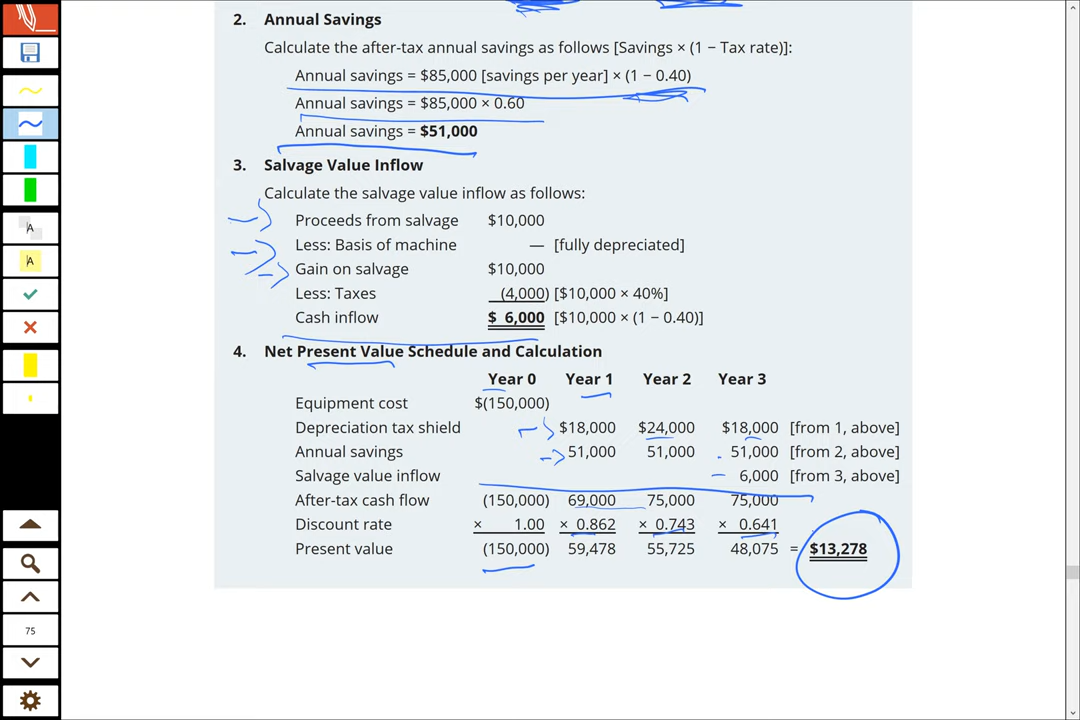 2. Annual Savings
Calculate the after-tax annual savings as follows [Savings × (1 − Tax rate)]:
Annual savings = $85,000 [savings per year] × (1 − 0.40)
Annual savings = $85,000 × 0.60
Annual savings = $51,000
3. Salvage Value Inflow
Calculate the salvage value inflow as follows:
Proceeds from salvage $10,000
Less: Basis of machine — [fully depreciated]
Gain on salvage $10,000
Less: Taxes (4,000) [$10,000 × 40%]
Cash inflow $ 6,000 [$10,000 × (1 − 0.40)]
4. Net Present Value Schedule and Calculation
Year 0 Year 1 Year 2 Year 3
Equipment cost $(150,000)
Depreciation tax shield $18,000 $24,000 $18,000 [from 1, above]
Annual savings 51,000 51,000 51,000 [from 2, above]
Salvage value inflow 6,000 [from 3, above]
After-tax cash flow (150,000) 69,000 75,000 75,000
Discount rate × 1.00 × 0.862 × 0.743 × 0.641
Present value (150,000) 59,478 55,725 48,075 = $13,278
A
A
75